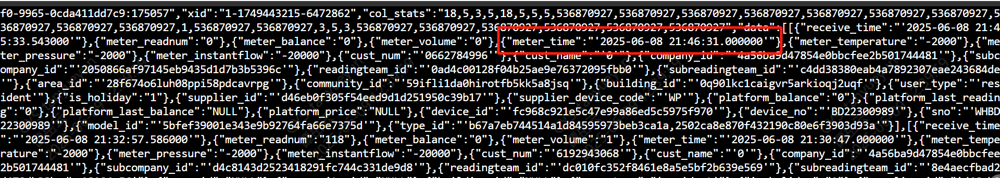 f0-9965-0cda411dd7c9:175057","xid":"1-1749443215-6472862","col_stats":"18,5,3,5,18,5,5,5,536870927,536870927,536870927,536870927,536870927,536870927,536870927,5
36870927,536870927,536870927,1,536870927,536870927,3,5,3,536870927,536870927,536870927,536870927,536870927,536870927","data":[[{"receive_time":"'2025-06-08 21:4
5:33.543000'"},{"meter_readnum":"0"},{"meter_balance":"0"},{"meter_volume":"0"},{"meter_time":"'2025-06-08 21:46:31.000000'"},{"meter_temperature":"-2000"},{"me
ter_pressure":"-2000"},{"meter_instantflow":"-20000"},{"cust_num":"'0662784996'"},{"cust_name":"'0'"},{"company_id":"'4a56ba9d47854e0bbcfee2b501744481'"},{"subc
ompany_id":"'2050866af97145eb9435d1d7b3b5396c'"},{"readingteam_id":"'0ad4c00128f04b25ae9e76372095fbb0'"},{"subreadingteam_id":"'c4dd38380eab4a7892307eae243684de
'"},{"area_id":"'28f674o6luh08ppi58pdcavrpg'"},{"community_id":"'59ifli1da0hirotfb5kk5a8jsq'"},{"building_id":"'0q90lkc1caigvr5arkioqj2uqf'"},{"user_type":"'res
ident'"},{"is_holiday":"1"},{"supplier_id":"'d46eb0f305f54eed9d1d251950c39b17'"},{"supplier_device_code":"'WP'"},{"platform_balance":"0"},{"platform_last_readin
g":"0"},{"platform_last_balance":"NULL"},{"platform_price":"NULL"},{"device_id":"'fc968c921e5c47e99a86ed5c5975f970'"},{"device_no":"'BD22300989'"},{"sno":"'WHBD
22300989'"},{"model_id":"'5bfef39001e343e9b92764fa66e7375d'"},{"type_id":"'b67a7eb744514a1d84595973beb3ca1a,2502ca8e870f432190c80e6f3903d93a'"}],[{"receive_time
":"'2025-06-08 21:32:57.586000'"},{"meter_readnum":"118"},{"meter_balance":"0"},{"meter_volume":"1"},{"meter_time":"'2025-06-08 21:30:47.000000'"},{"meter_tempe
rature":"-2000"},{"meter_pressure":"-2000"},{"meter_instantflow":"-20000"},{"cust_num":"'6192943068'"},{"cust_name":"'0'"},{"company_id":"'4a56ba9d47854e0bbcfee
2b501744481'"},{"subcompany_id":"'d4c8143d2523418291fc744c331de9d8'"},{"readingteam_id":"'dc010fc352f8461e8a5e5bf2b639e569'"},{"subreadingteam_id":"'8e4aecfbad2